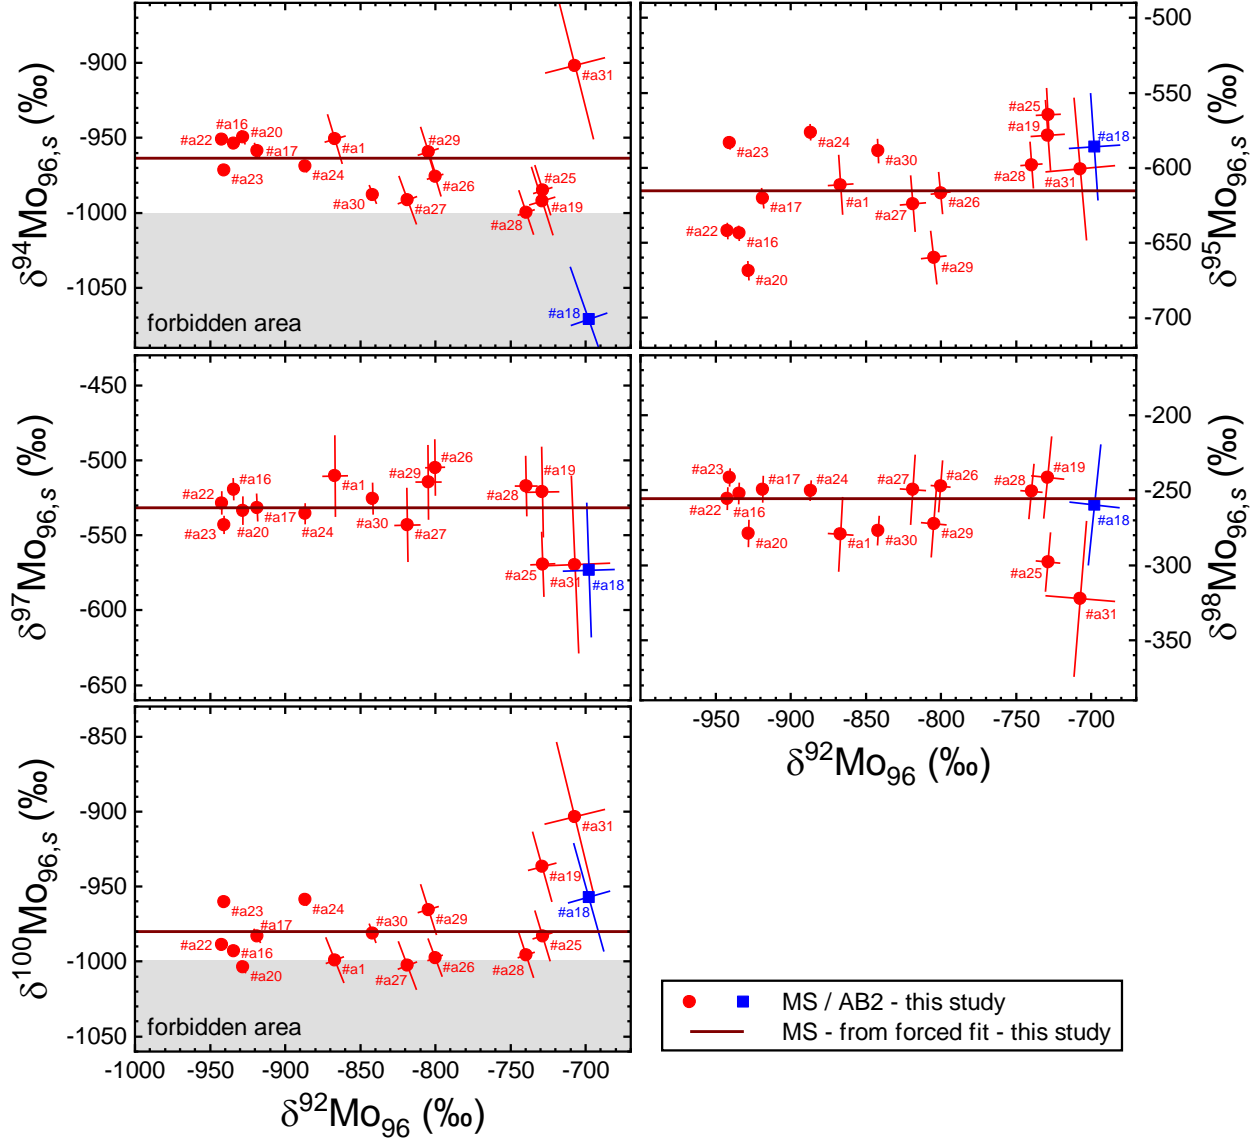 δ94Mo96,s (‰)
-900
-950
-1000
-1050
#a31
#a16
#a20
#a22
#a17
#a23
#a24
#a1
#a29
#a30
#a26
#a27
#a25
#a19
#a28
#a18
forbidden area
-500
-550
-600
-650
-700
δ95Mo96,s (‰)
#a25
#a19
#a18
#a23
#a24
#a30
#a28
#a31
#a17
#a1
#a27
#a26
#a22
#a16
#a20
#a29
δ97Mo96,s (‰)
-450
-500
-550
-600
-650
#a16
#a22
#a23
#a20
#a17
#a24
#a1
#a30
#a29
#a26
#a27
#a28
#a19
#a25
#a31
#a18
-200
-250
-300
-350
δ98Mo96,s (‰)
#a23
#a17
#a24
#a27
#a26
#a28
#a19
#a22
#a16
#a20
#a1
#a30
#a29
#a18
#a25
#a31
-950
-900
-850
-800
-750
-700
δ92Mo96 (‰)
δ100Mo96,s (‰)
-850
-900
-950
-1000
-1050
#a31
#a19
#a18
#a23
#a24
#a29
#a17
#a30
#a22
#a16
#a20
#a1
#a27
#a26
#a28
#a25
forbidden area
-1000
-950
-900
-850
-800
-750
-700
δ92Mo96 (‰)
MS / AB2 - this study
MS - from forced fit - this study